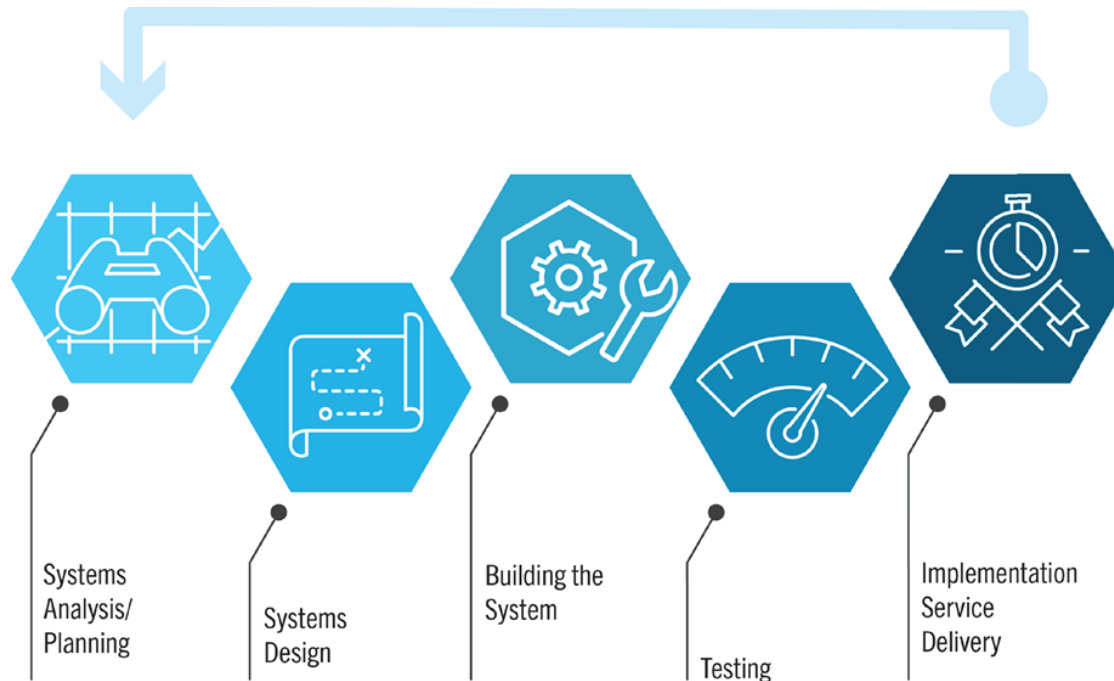 Systems
Analysis/
Planning
Systems
Design
Building the
System
Testing
Implementation
Service
Delivery